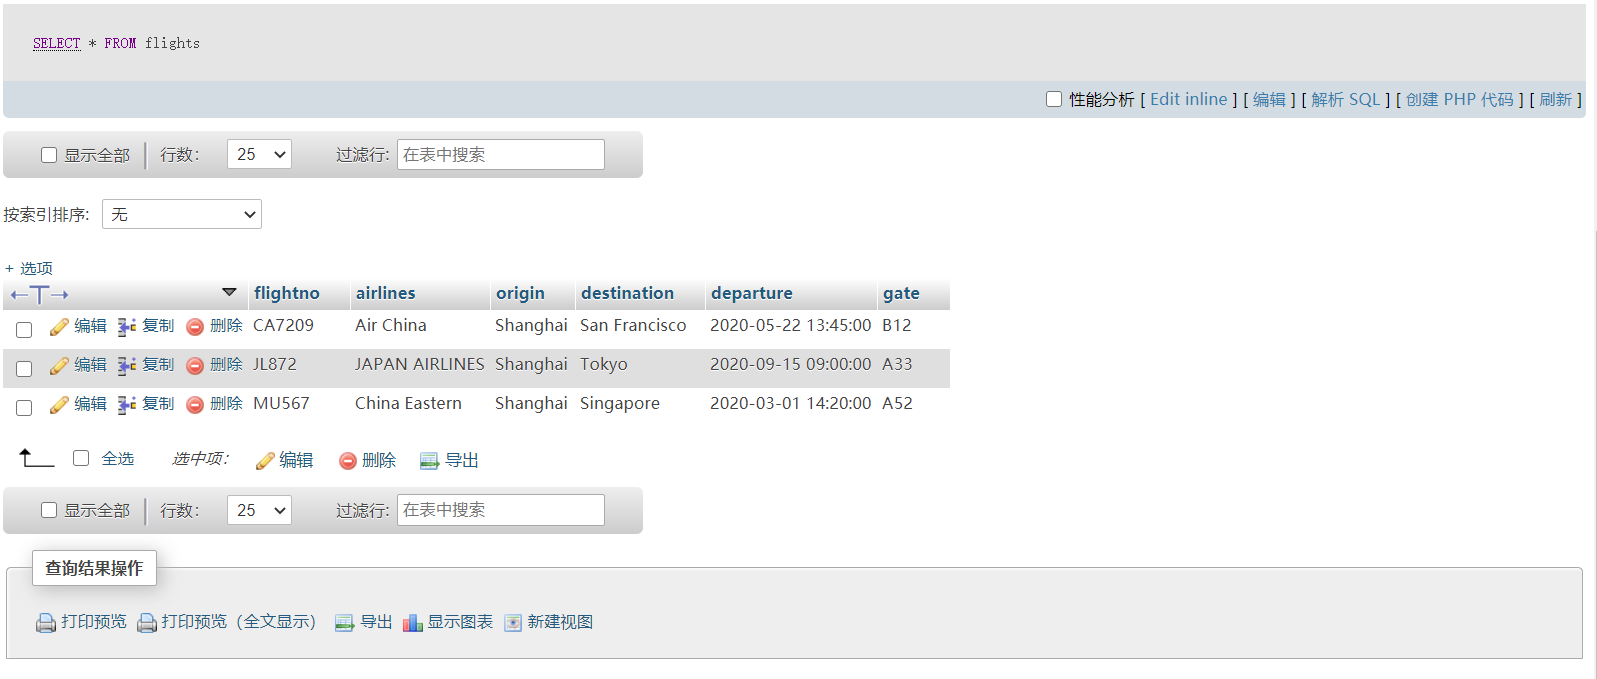 SELECT * FROM flights
性能分析 [ Edit inline ] [ 编辑 ] [ 解析 SQL ] [ 创建 PHP 代码 ] [ 刷新 ]
显示全部 行数： 25 过滤行: 在表中搜索
按索引排序: 无
+ 选项
←T→ flightno airlines origin destination departure gate
编辑 复制 删除 CA7209 Air China Shanghai San Francisco 2020-05-22 13:45:00 B12
编辑 复制 删除 JL872 JAPAN AIRLINES Shanghai Tokyo 2020-09-15 09:00:00 A33
编辑 复制 删除 MU567 China Eastern Shanghai Singapore 2020-03-01 14:20:00 A52
全选 选中项： 编辑 删除 导出
显示全部 行数： 25 过滤行: 在表中搜索
查询结果操作
打印预览 打印预览（全文显示） 导出 显示图表 新建视图